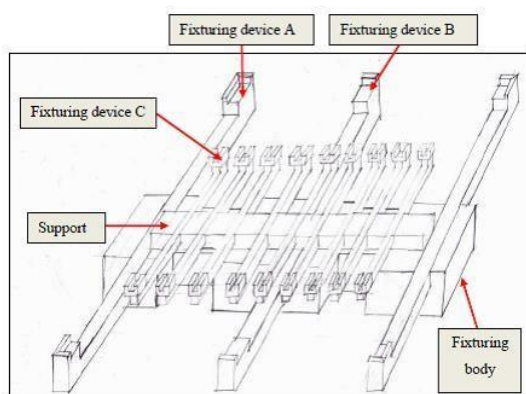 Fixturing device A
Fixturing device B
Fixturing device C
Support
Fixturing
body